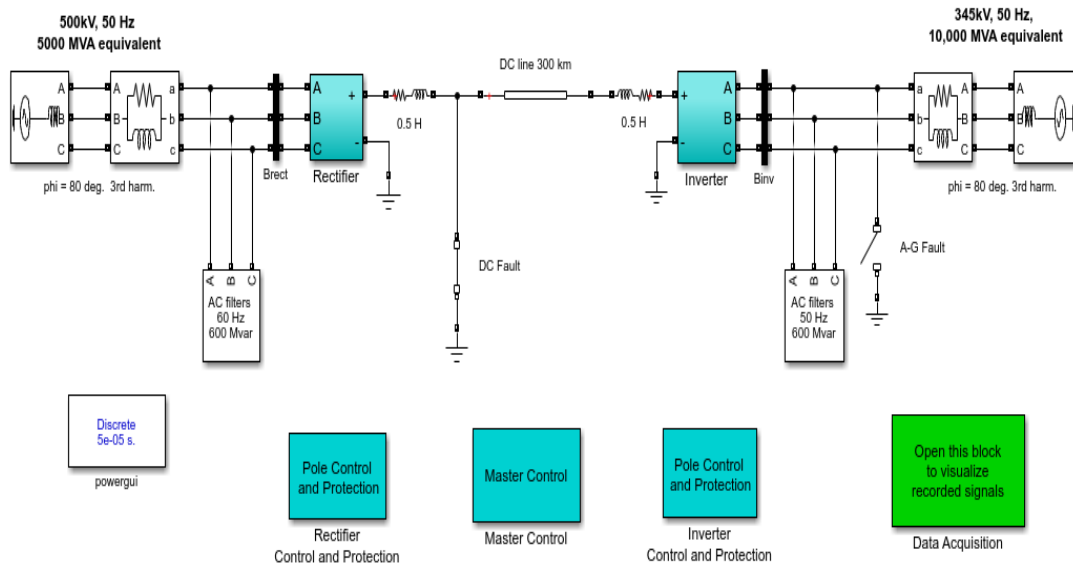 500kV, 50 Hz
5000 MVA equivalent
345kV, 50 Hz,
10,000 MVA equivalent
DC line 300 km
A
B
C
A
B
C
a
b
c
A
B
C
+
-
0.5 H
0.5 H
+
-
A
B
C
a
b
c
A
B
C
A
B
C
phi = 80 deg. 3rd harm.
Brect
Rectifier
Inverter
Binv
phi = 80 deg. 3rd harm.
DC Fault
A-G Fault
A B C
AC filters
60 Hz
600 Mvar
A B C
AC filters
50 Hz
600 Mvar
Discrete
5e-05 s.
powergui
Pole Control
and Protection
Rectifier
Control and Protection
Master Control
Master Control
Pole Control
and Protection
Inverter
Control and Protection
Open this block
to visualize
recorded signals
Data Acquisition